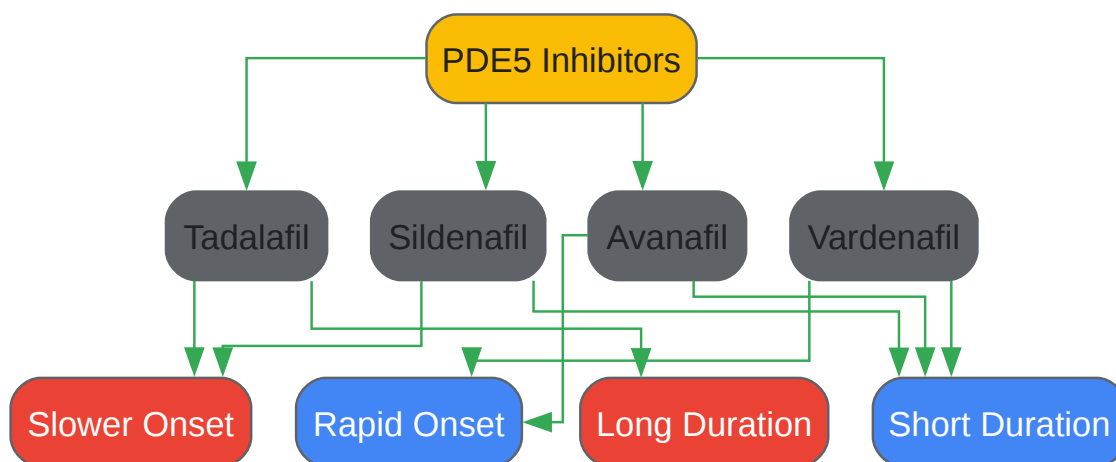 PDE5 Inhibitors
Tadalafil
Sildenafil
Avanafil
Vardenafil
Slower Onset
Rapid Onset
Long Duration
Short Duration